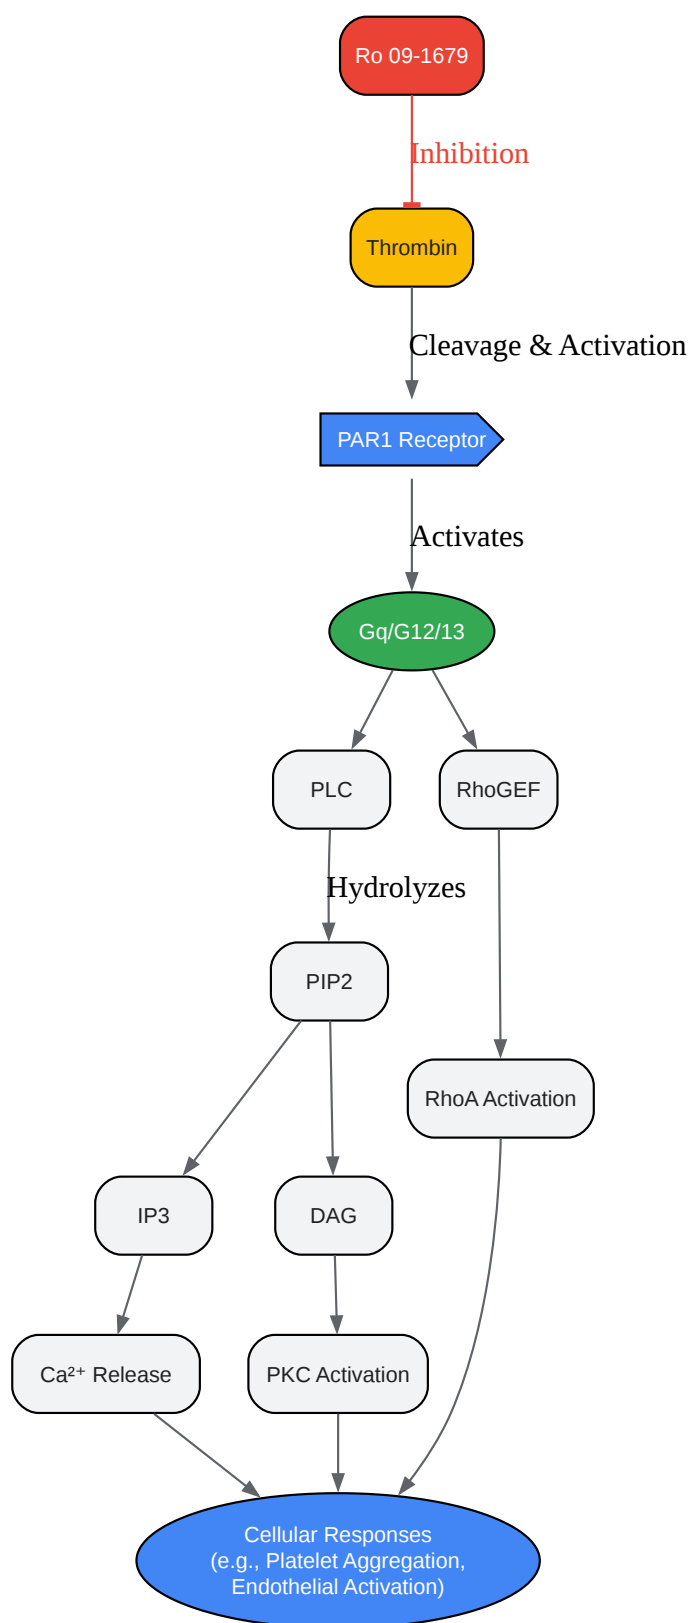 Ro 09-1679
Inhibition
Thrombin
Cleavage & Activation
PAR1 Receptor
Activates
Gq/G12/13
PLC
RhoGEF
Hydrolyzes
PIP2
RhoA Activation
IP3
DAG
Ca²⁺ Release
PKC Activation
Cellular Responses
(e.g., Platelet Aggregation,
Endothelial Activation)